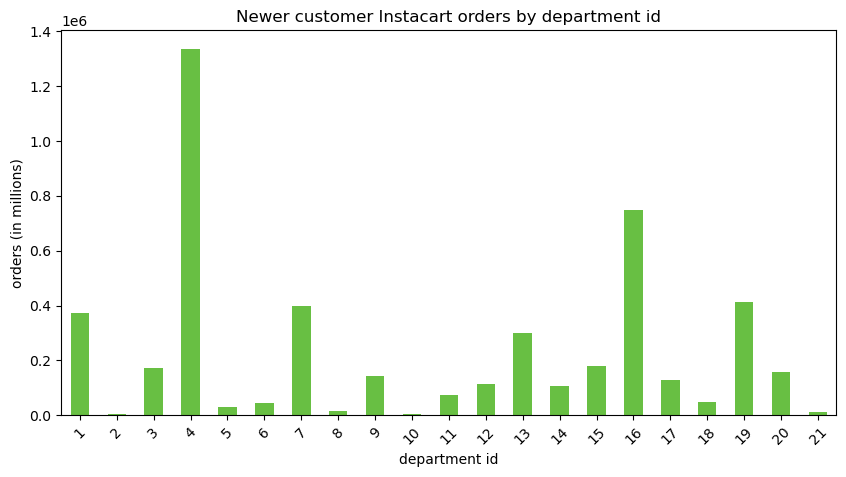 Newer customer Instacart orders by department id
1e6
1.4
1.2
1.0
0.8
0.6
0.4
0.2
0.0
orders (in millions)
1 2 3 4 5 6 7 8 9 10 11 12 13 14 15 16 17 18 19 20 21
department id